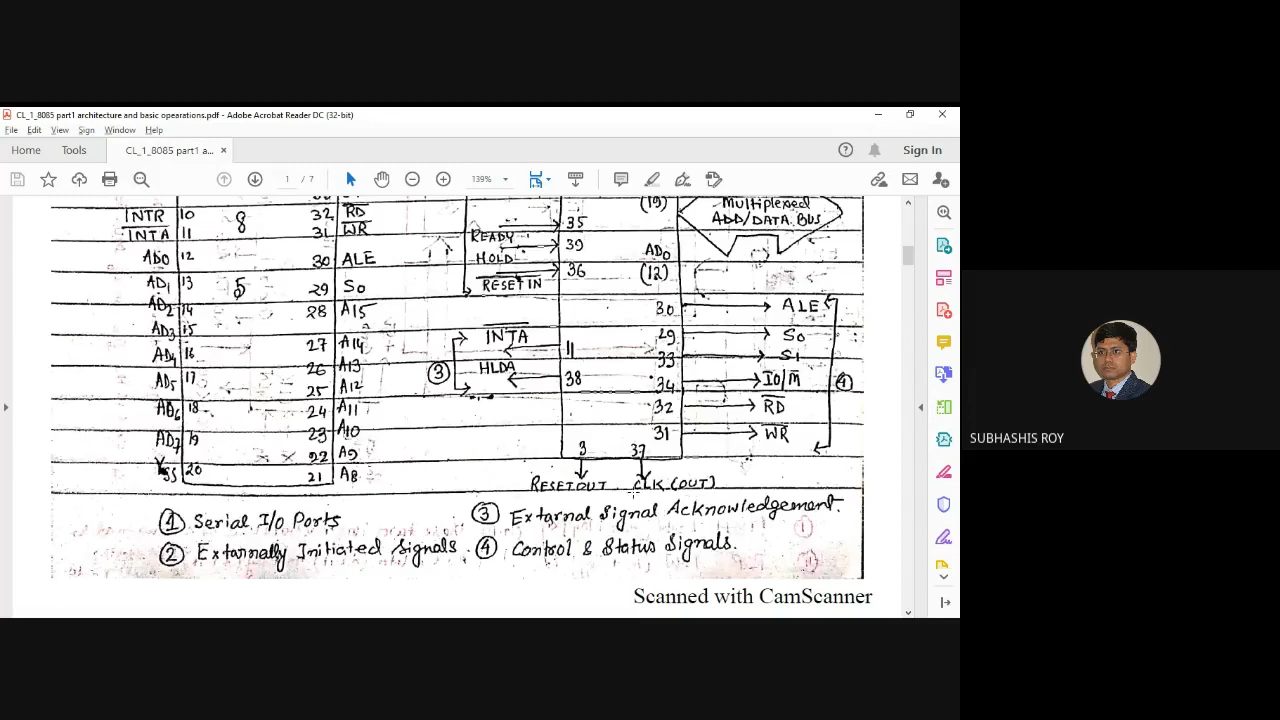 CL_1_8085 part1 architecture and basic opearations.pdf - Adobe Acrobat Reader DC (32-bit)
File Edit View Sign Window Help
Home Tools CL_1_8085 part1 a... × Sign In
1 / 7 139%
INTR 10 8 32 RD
INTA 11 31 WR
AD0 12 30 ALE
AD1 13 5 29 S0
AD2 14 28 A15
AD3 15 27 A14
AD4 16 26 A13
AD5 17 25 A12
AD6 18 24 A11
AD7 19 23 A10
22 A9
VSS 20 21 A8
READY 35
HOLD 39
RESET IN 36
(19)
AD0
(12)
Multiplexed
ADD/DATA BUS
③ INTA 11
HLDA 38
30 ALE
29 S0
33 S1
34 IO/M ④
32 RD
31 WR
3 37
RESET OUT CLK (OUT)
① Serial I/O Ports
② Externally Initiated Signals
③ External Signal Acknowledgement.
④ Control & Status Signals.
Scanned with CamScanner
SUBHASHIS ROY